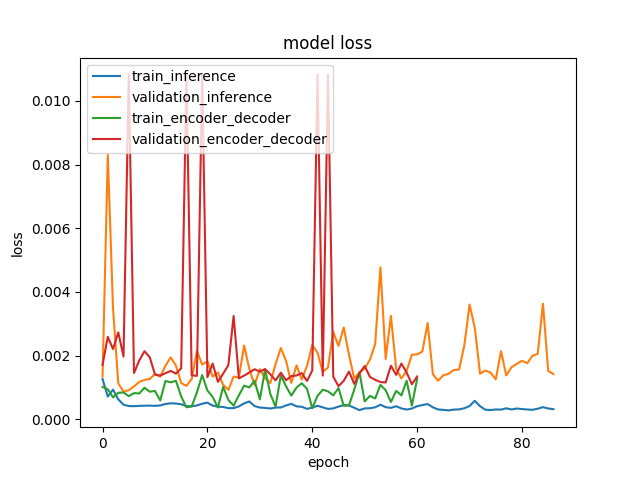 model loss
train_inference
validation_inference
train_encoder_decoder
validation_encoder_decoder
0.010
0.008
0.006
0.004
0.002
0.000
loss
0
20
40
60
80
epoch